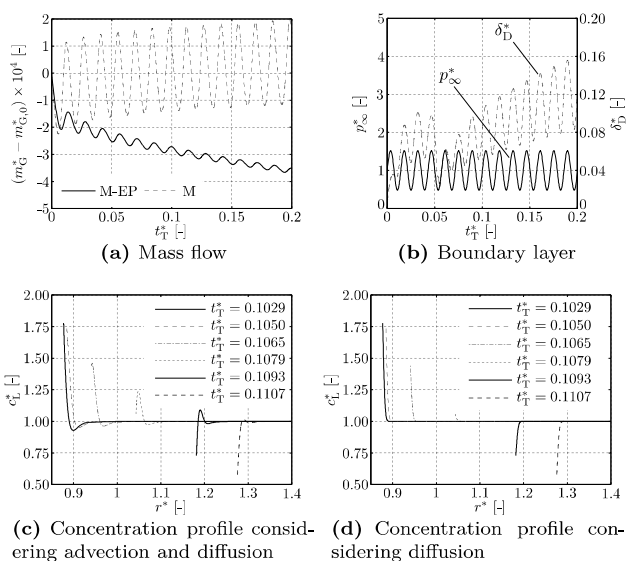 2
1
0
-1
-2
-3
-4
-5
(m*G − m*G,0) × 10^4 [-]
M-EP
M
0
0.05
0.1
0.15
0.2
t*T [-]
(a) Mass flow
5
4
3
2
1
0
p*∞ [-]
δ*D
p*∞
0.20
0.16
0.12
0.08
0.04
0
δ*D [-]
0
0.05
0.1
0.15
0.2
t*T [-]
(b) Boundary layer
2.00
1.75
1.50
1.25
1.00
0.75
0.50
c*L [-]
t*T = 0.1029
t*T = 0.1050
t*T = 0.1065
t*T = 0.1079
t*T = 0.1093
t*T = 0.1107
0.9
1
1.1
1.2
1.3
1.4
r* [-]
(c) Concentration profile consid-
ering advection and diffusion
2.00
1.75
1.50
1.25
1.00
0.75
0.50
c*L [-]
t*T = 0.1029
t*T = 0.1050
t*T = 0.1065
t*T = 0.1079
t*T = 0.1093
t*T = 0.1107
0.9
1
1.1
1.2
1.3
1.4
r* [-]
(d) Concentration profile con-
sidering diffusion